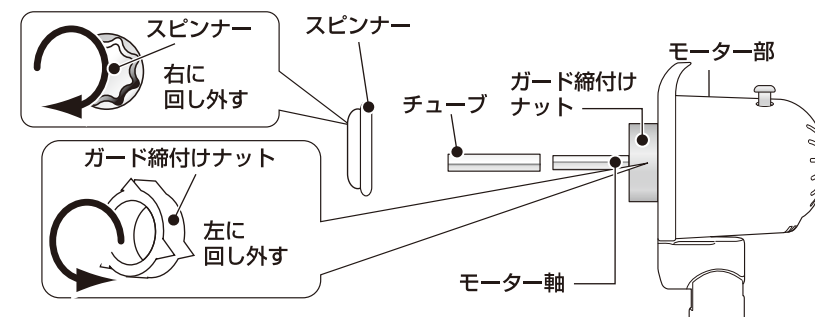 スピンナー
右に
回し外す
スピンナー
チューブ
ガード締付け
ナット
モーター部
ガード締付けナット
左に
回し外す
モーター軸